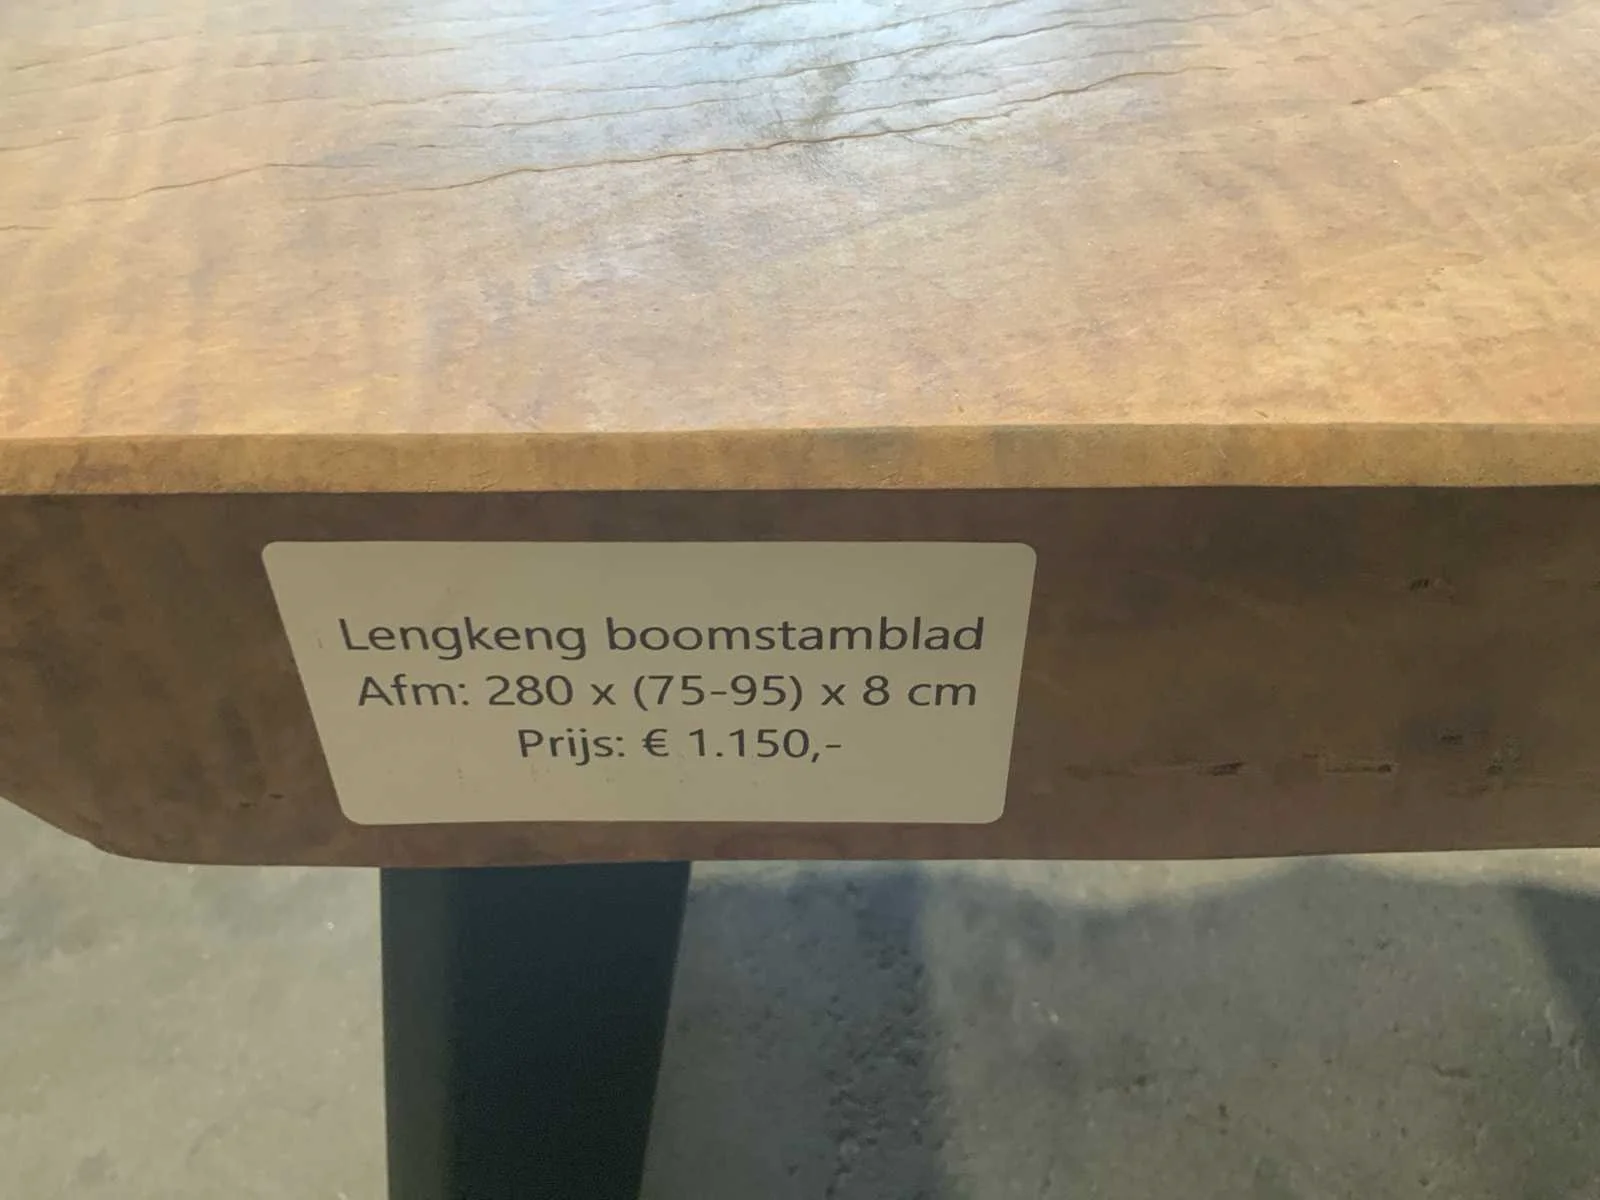 Lengkeng boomstamblad
Afm: 280 x (75-95) x 8 cm
Prijs: € 1.150,-